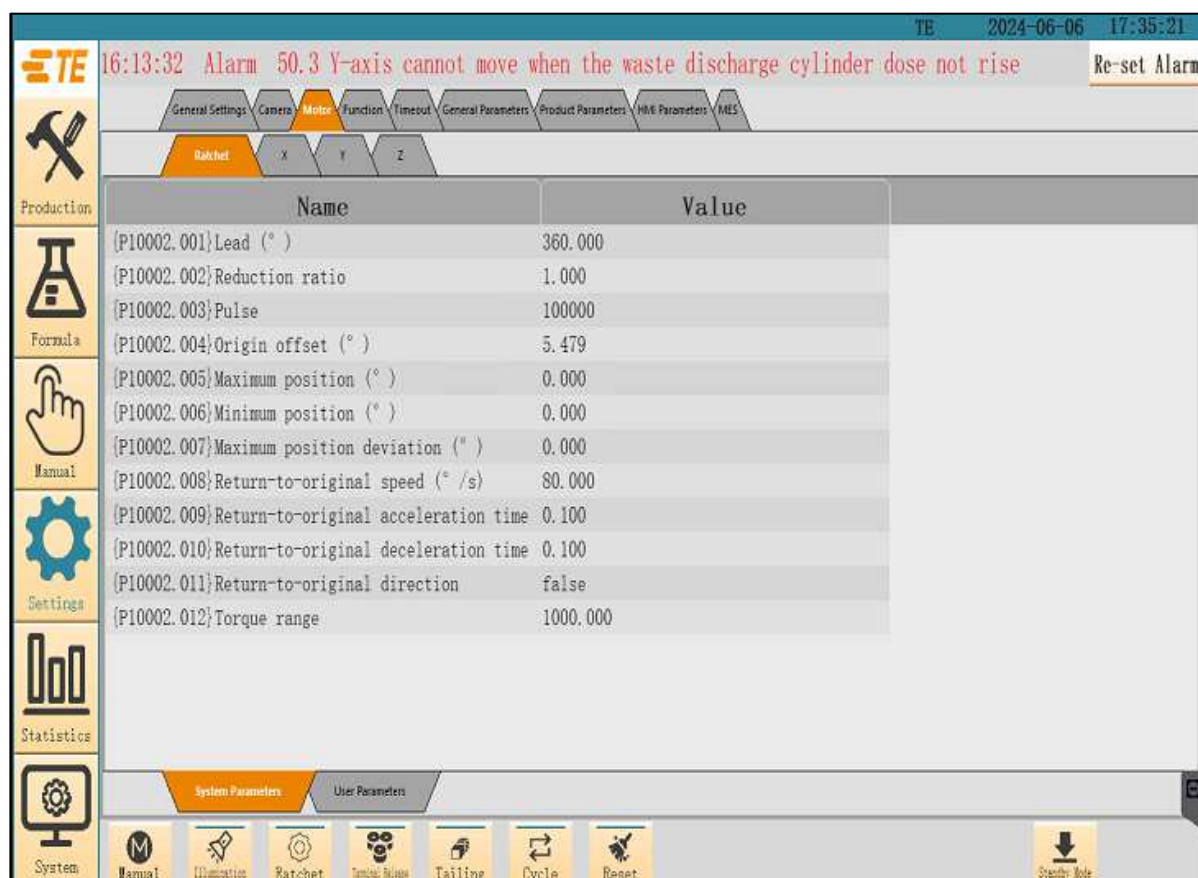 TE 2024-06-06 17:35:21
TE 16:13:32 Alarm 50.3 Y-axis cannot move when the waste discharge cylinder dose not rise Re-set Alarm
General Settings Camera Motor Function Timeout General Parameters Product Parameters HMI Parameters MES
Ratchet X Y Z
Production
Formula
Manual
Settings
Statistics
System
Name Value
{P10002.001}Lead (° ) 360.000
{P10002.002}Reduction ratio 1.000
{P10002.003}Pulse 100000
{P10002.004}Origin offset (° ) 5.479
{P10002.005}Maximum position (° ) 0.000
{P10002.006}Minimum position (° ) 0.000
{P10002.007}Maximum position deviation (° ) 0.000
{P10002.008}Return-to-original speed (° /s) 80.000
{P10002.009}Return-to-original acceleration time 0.100
{P10002.010}Return-to-original deceleration time 0.100
{P10002.011}Return-to-original direction false
{P10002.012}Torque range 1000.000
System Parameters User Parameters
M
Manual Illumination Ratchet Terminal Release Tailing Cycle Reset Standby Mode